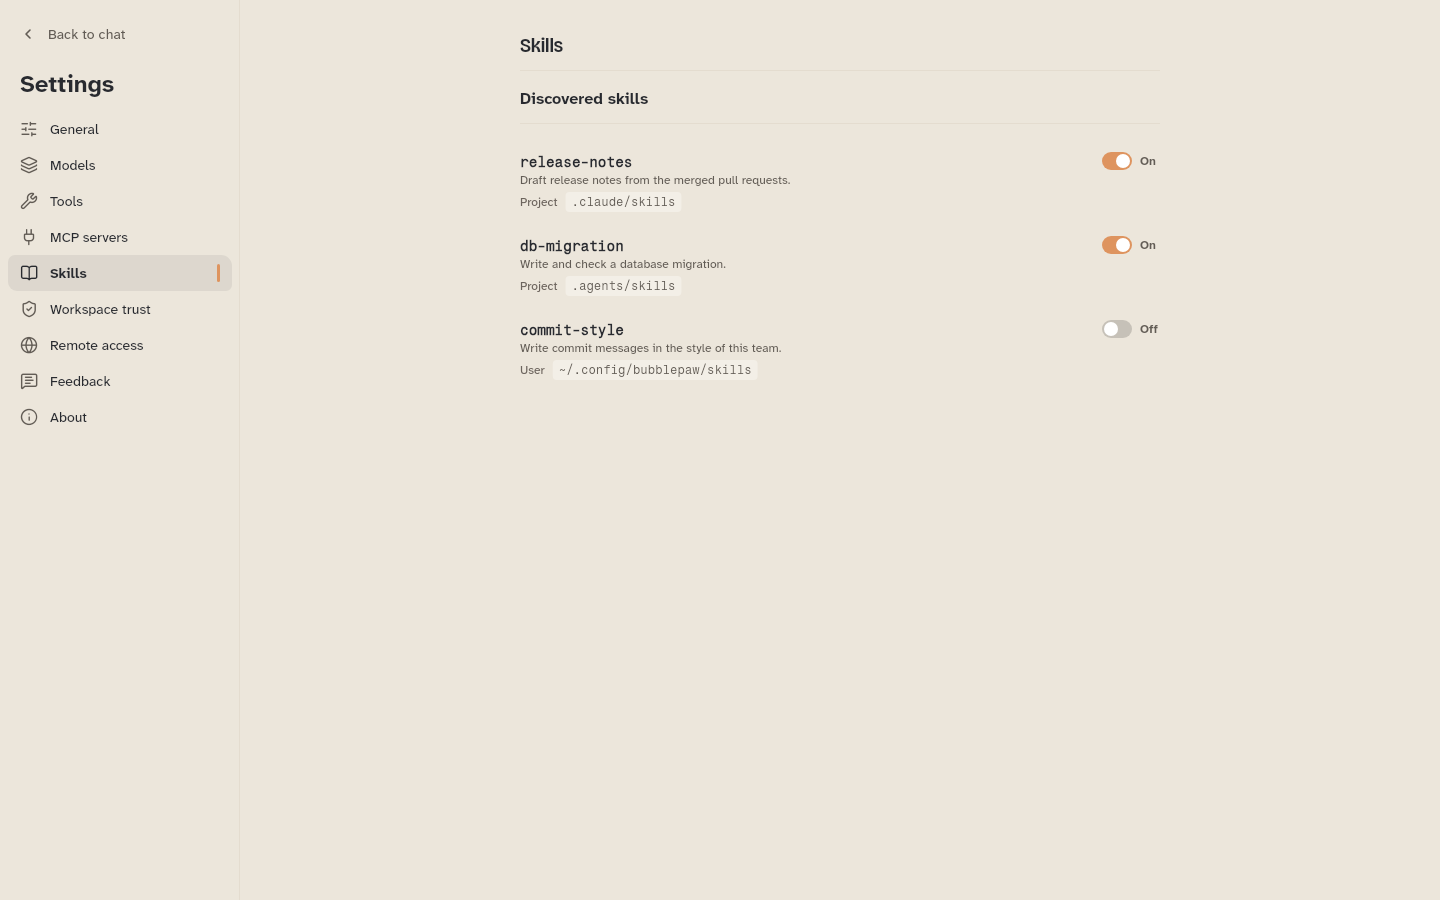 Back to chat
Settings
General
Models
Tools
MCP servers
Skills
Workspace trust
Remote access
Feedback
About
Skills
Discovered skills
release-notes
On
Draft release notes from the merged pull requests.
Project .claude/skills
db-migration
On
Write and check a database migration.
Project .agents/skills
commit-style
Off
Write commit messages in the style of this team.
User ~/.config/bubblepaw/skills